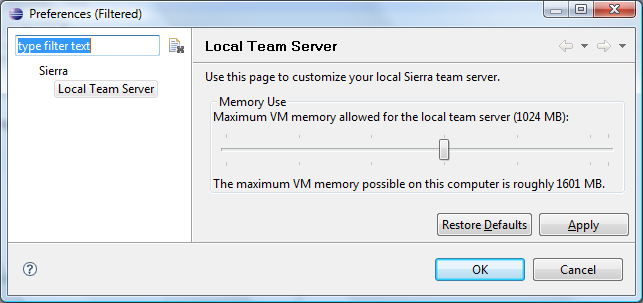 Preferences (Filtered)
type filter text
Sierra
Local Team Server
Local Team Server
Use this page to customize your local Sierra team server.
Memory Use
Maximum VM memory allowed for the local team server (1024 MB):
The maximum VM memory possible on this computer is roughly 1601 MB.
Restore Defaults
Apply
?
OK
Cancel